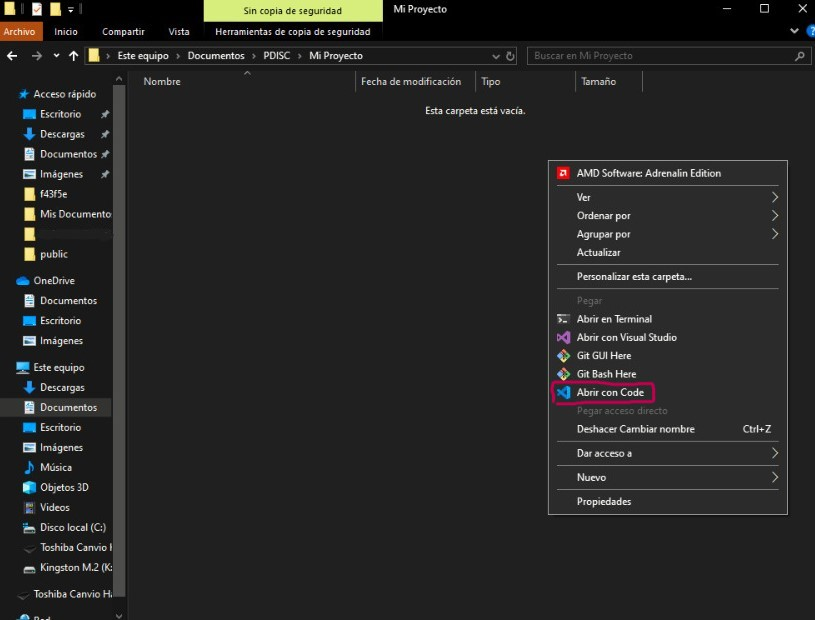 Sin copia de seguridad
Mi Proyecto
Archivo
Inicio
Compartir
Vista
Herramientas de copia de seguridad
Este equipo > Documentos > PDISC > Mi Proyecto
Buscar en Mi Proyecto
Nombre
Fecha de modificación
Tipo
Tamaño
Esta carpeta está vacía.
Acceso rápido
Escritorio
Descargas
Documentos
Imágenes
f43f5e
Mis Documento
public
OneDrive
Documentos
Escritorio
Imágenes
Este equipo
Descargas
Documentos
Escritorio
Imágenes
Música
Objetos 3D
Videos
Disco local (C:)
Toshiba Canvio H
Kingston M.2 (K:
Toshiba Canvio Ha
Red
AMD Software: Adrenalin Edition
Ver
Ordenar por
Agrupar por
Actualizar
Personalizar esta carpeta...
Pegar
Abrir en Terminal
Abrir con Visual Studio
Git GUI Here
Git Bash Here
Abrir con Code
Pegar acceso directo
Deshacer Cambiar nombre Ctrl+Z
Dar acceso a
Nuevo
Propiedades